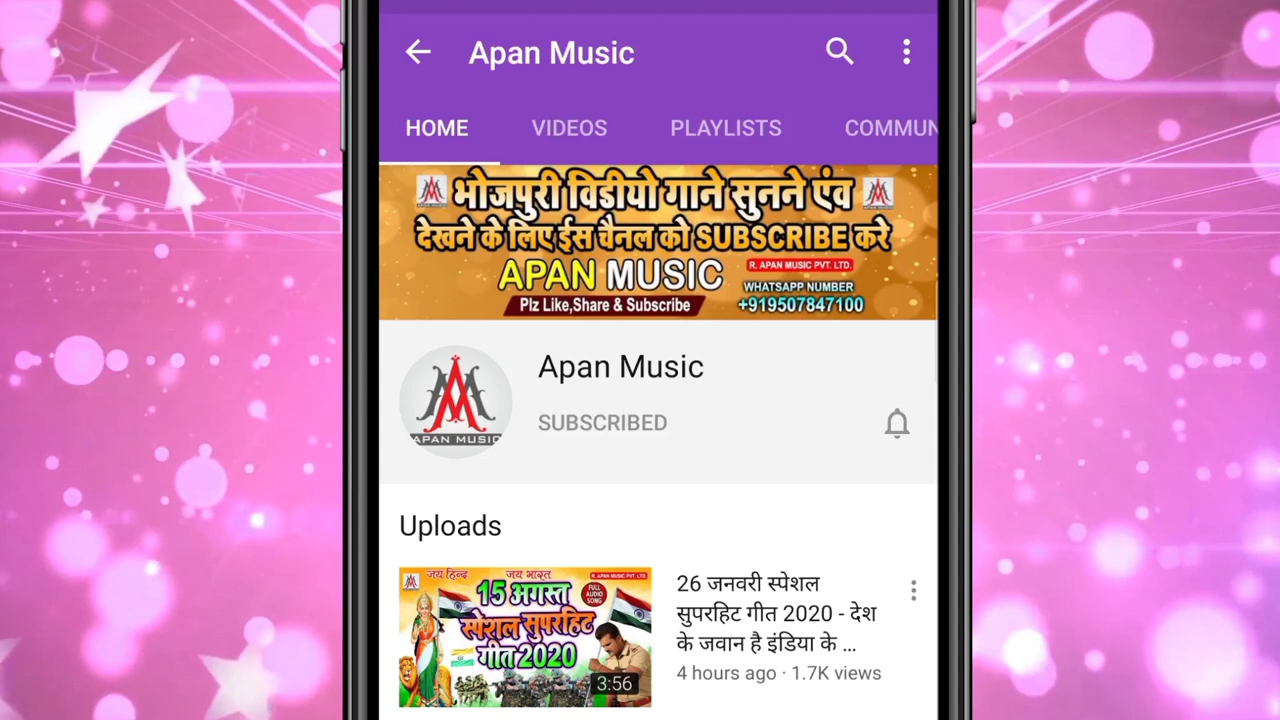 Apan Music
HOME VIDEOS PLAYLISTS COMMUN
भोजपुरी विडीयो गाने सुनने एंव
देखने के लिए ईस चैनल को SUBSCRIBE करे
APAN MUSIC
R. APAN MUSIC PVT. LTD.
WHATSAPP NUMBER
+919507847100
Plz Like,Share & Subscribe
Apan Music
SUBSCRIBED
APAN MUSIC
Uploads
जय हिन्द जय भारत
R. APAN MUSIC PVT. LTD
15 अगस्त
FULL
AUDIO
SONG
स्पेशल सुपरहिट
गीत 2020
3:56
26 जनवरी स्पेशल
सुपरहिट गीत 2020 - देश
के जवान है इंडिया के ...
4 hours ago · 1.7K views